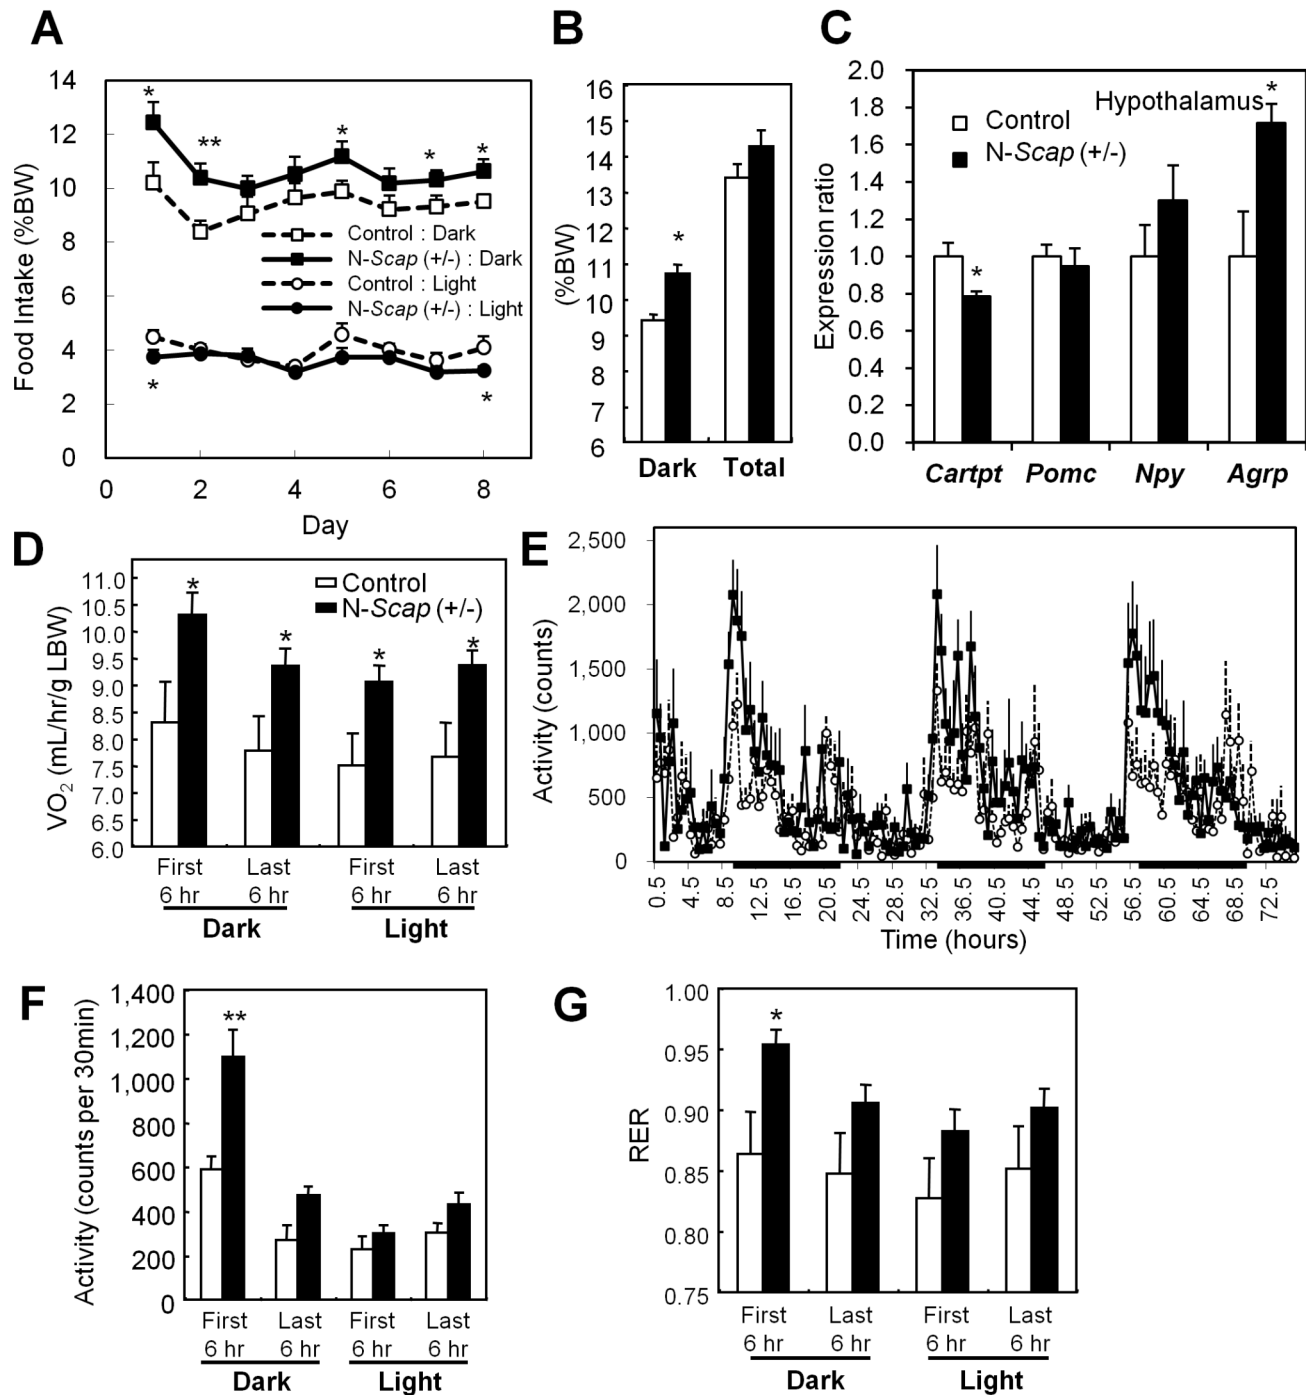 A
14
12
10
8
6
4
2
0
Food Intake (%BW)
*
**
*
*
*
Control : Dark
N-Scap (+/-) : Dark
Control : Light
N-Scap (+/-) : Light
*
*
0
2
4
6
8
Day
B
16
15
14
13
12
11
10
9
8
7
6
(%BW)
*
Dark
Total
C
2.0
1.8
1.6
1.4
1.2
1.0
0.8
0.6
0.4
0.2
0.0
Expression ratio
Hypothalamus
Control
N-Scap (+/-)
*
*
Cartpt
Pomc
Npy
Agrp
D
11.0
10.5
10.0
9.5
9.0
8.5
8.0
7.5
7.0
6.5
6.0
VO2 (mL/hr/g LBW)
Control
N-Scap (+/-)
*
*
*
*
First
6 hr
Last
6 hr
First
6 hr
Last
6 hr
Dark
Light
E
2,500
2,000
1,500
1,000
500
0
Activity (counts)
0.5
4.5
8.5
12.5
16.5
20.5
24.5
28.5
32.5
36.5
40.5
44.5
48.5
52.5
56.5
60.5
64.5
68.5
72.5
Time (hours)
F
1,400
1,200
1,000
800
600
400
200
0
Activity (counts per 30min)
**
First
6 hr
Last
6 hr
First
6 hr
Last
6 hr
Dark
Light
G
1.00
0.95
0.90
0.85
0.80
0.75
RER
*
First
6 hr
Last
6 hr
First
6 hr
Last
6 hr
Dark
Light